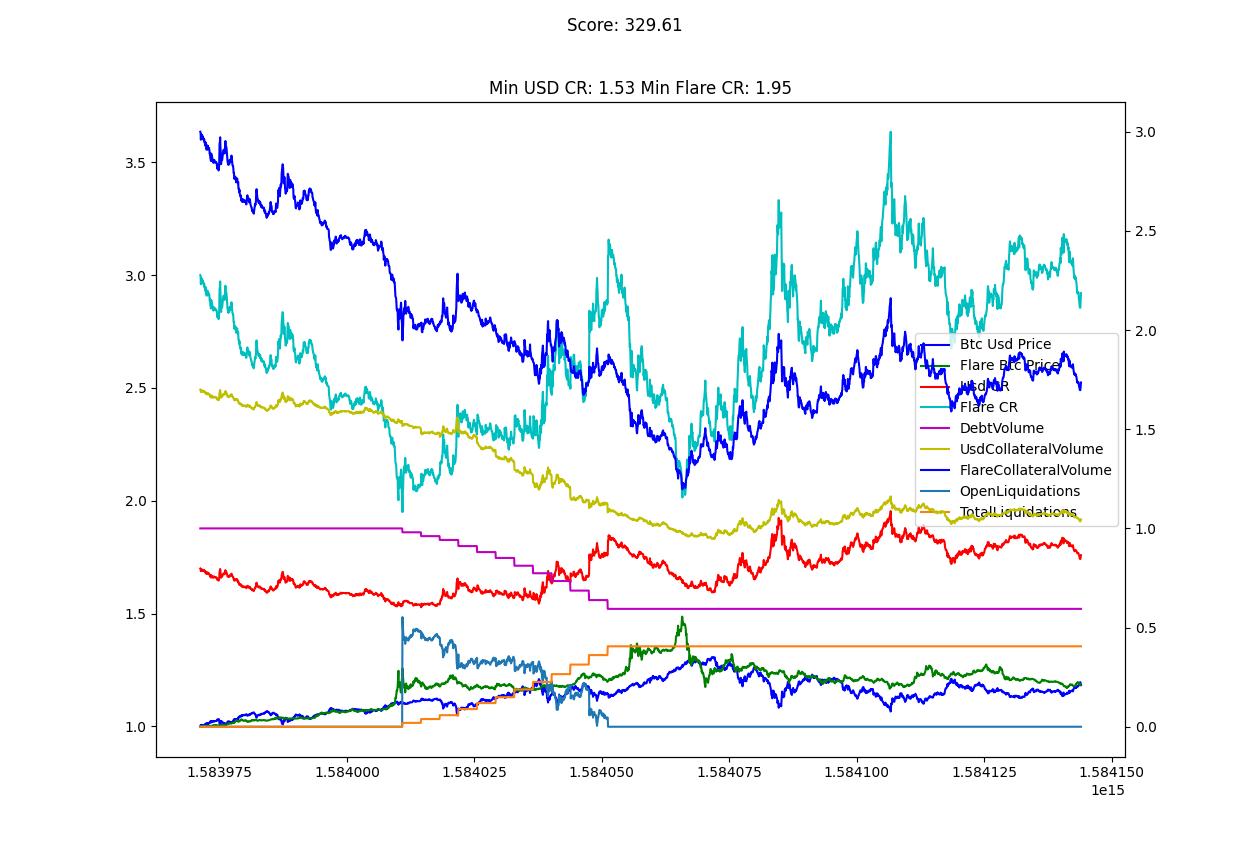 Score: 329.61
Min USD CR: 1.53 Min Flare CR: 1.95
3.5
3.0
2.5
2.0
1.5
1.0
3.0
2.5
2.0
1.5
1.0
0.5
0.0
Btc Usd Price
Flare Btc Price
Usd CR
Flare CR
DebtVolume
UsdCollateralVolume
FlareCollateralVolume
OpenLiquidations
TotalLiquidations
1.583975 1.584000 1.584025 1.584050 1.584075 1.584100 1.584125 1.584150
1e15